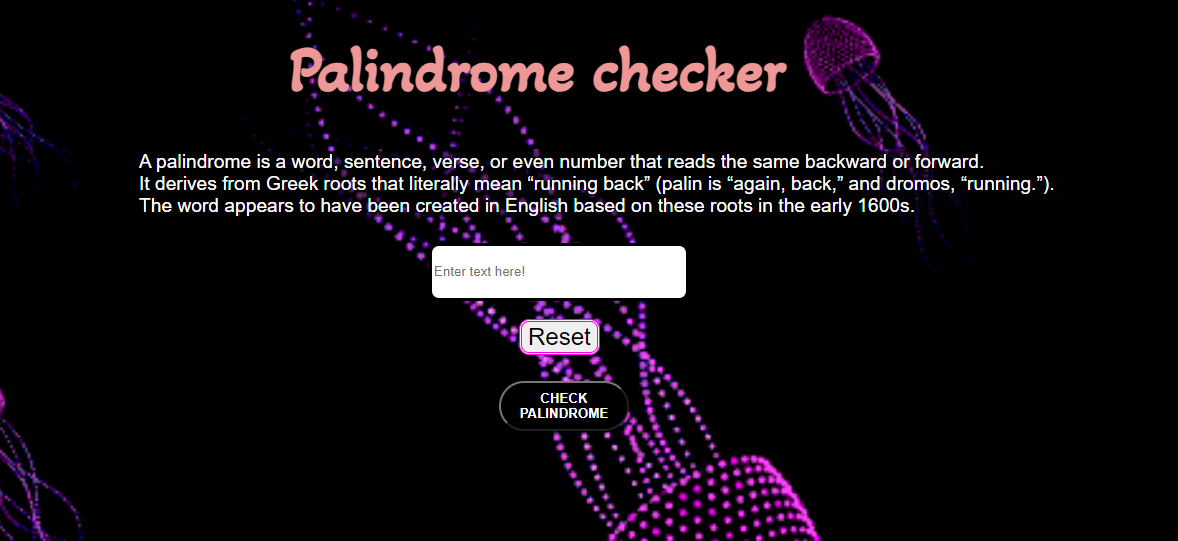 Palindrome checker
A palindrome is a word, sentence, verse, or even number that reads the same backward or forward.
It derives from Greek roots that literally mean “running back” (palin is “again, back,” and dromos, “running.”).
The word appears to have been created in English based on these roots in the early 1600s.
Enter text here!
Reset
CHECK
PALINDROME